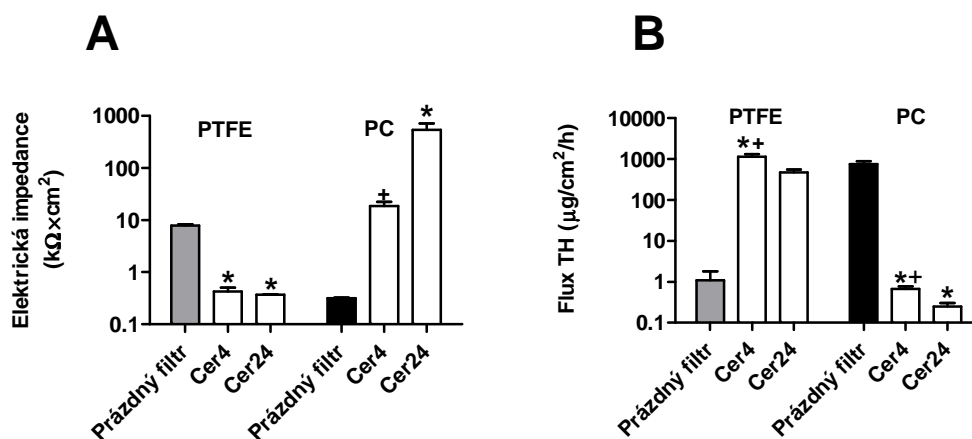 A
Elektrická impedance
(kΩ×cm²)
1000
100
10
1
0.1
PTFE
PC
*
*
+
*
Prázdný filtr
Cer4
Cer24
Prázdný filtr
Cer4
Cer24
B
Flux TH (µg/cm²/h)
10000
1000
100
10
1
0.1
PTFE
PC
*+
*+
*
Prázdný filtr
Cer4
Cer24
Prázdný filtr
Cer4
Cer24